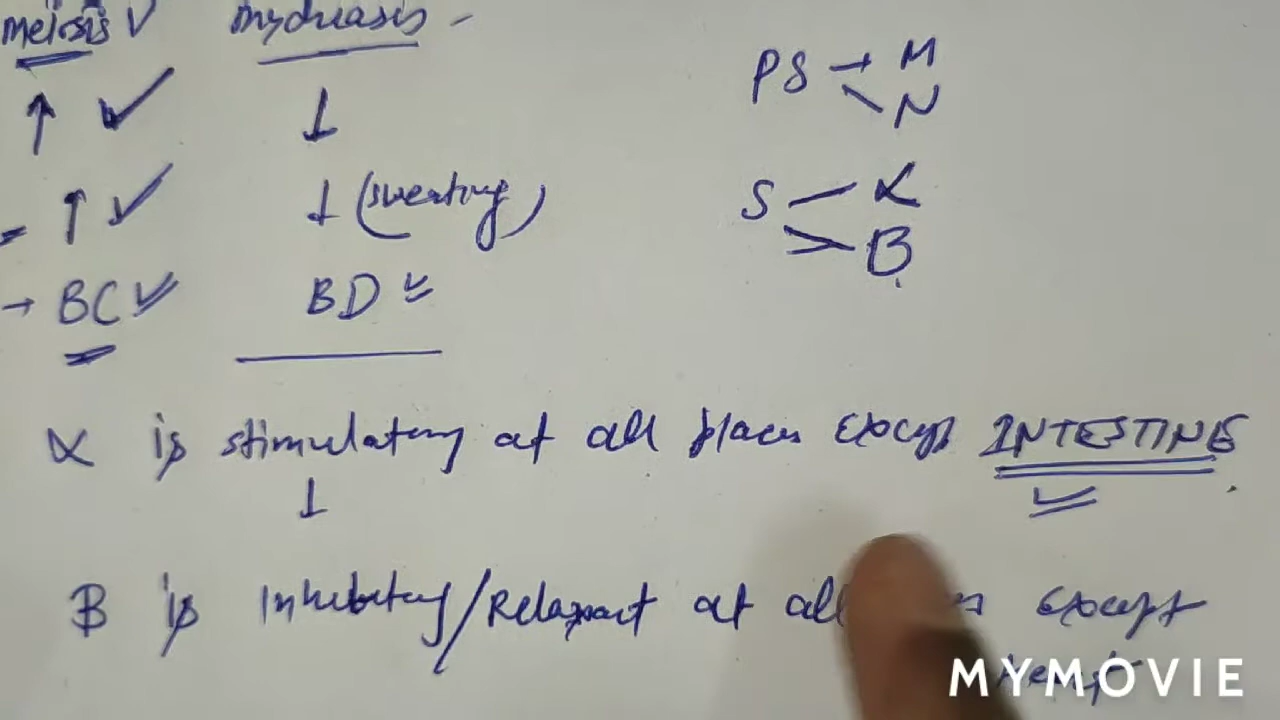 meiosis ✓ mydreasis -
↑ ✓ ↓
PS → M
N
- ↑ ✓ ↓ (sweating)
S - α
= B
→ BC ✓ BD ✓
α is stimulatory at all places except INTESTINE.
↓
B is Inhibitory/Relaxant at all except
MYMOVIE